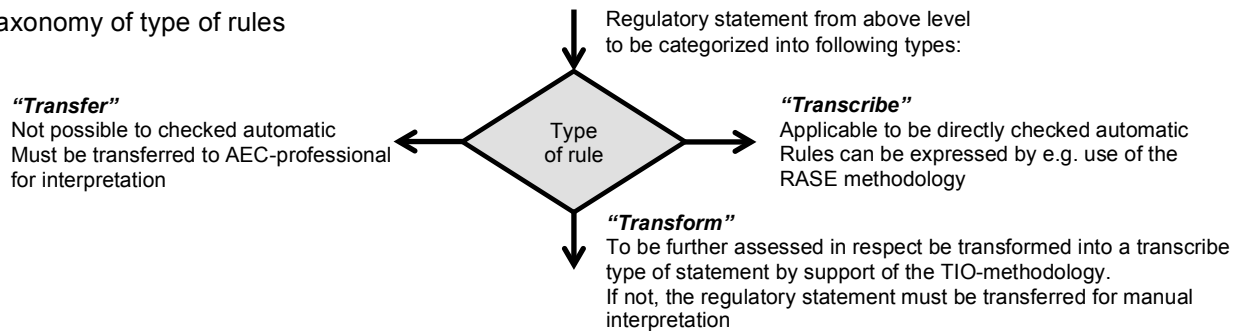 axonomy of type of rules
Regulatory statement from above level
to be categorized into following types:
“Transfer”
Not possible to checked automatic
Must be transferred to AEC-professional
for interpretation
Type
of rule
“Transcribe”
Applicable to be directly checked automatic
Rules can be expressed by e.g. use of the
RASE methodology
“Transform”
To be further assessed in respect be transformed into a transcribe
type of statement by support of the TIO-methodology.
If not, the regulatory statement must be transferred for manual
interpretation